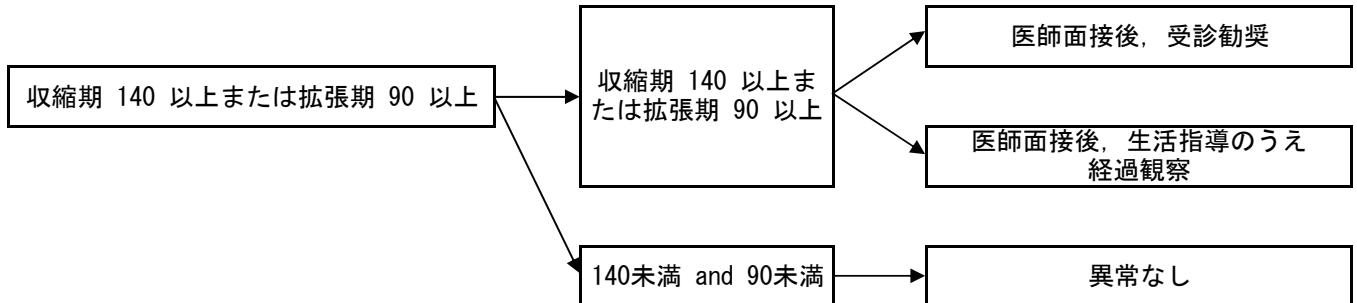 収縮期 140 以上または拡張期 90 以上
収縮期 140 以上ま
たは拡張期 90 以上
医師面接後, 受診勧奨
医師面接後, 生活指導のうえ
経過観察
140未満 and 90未満
異常なし